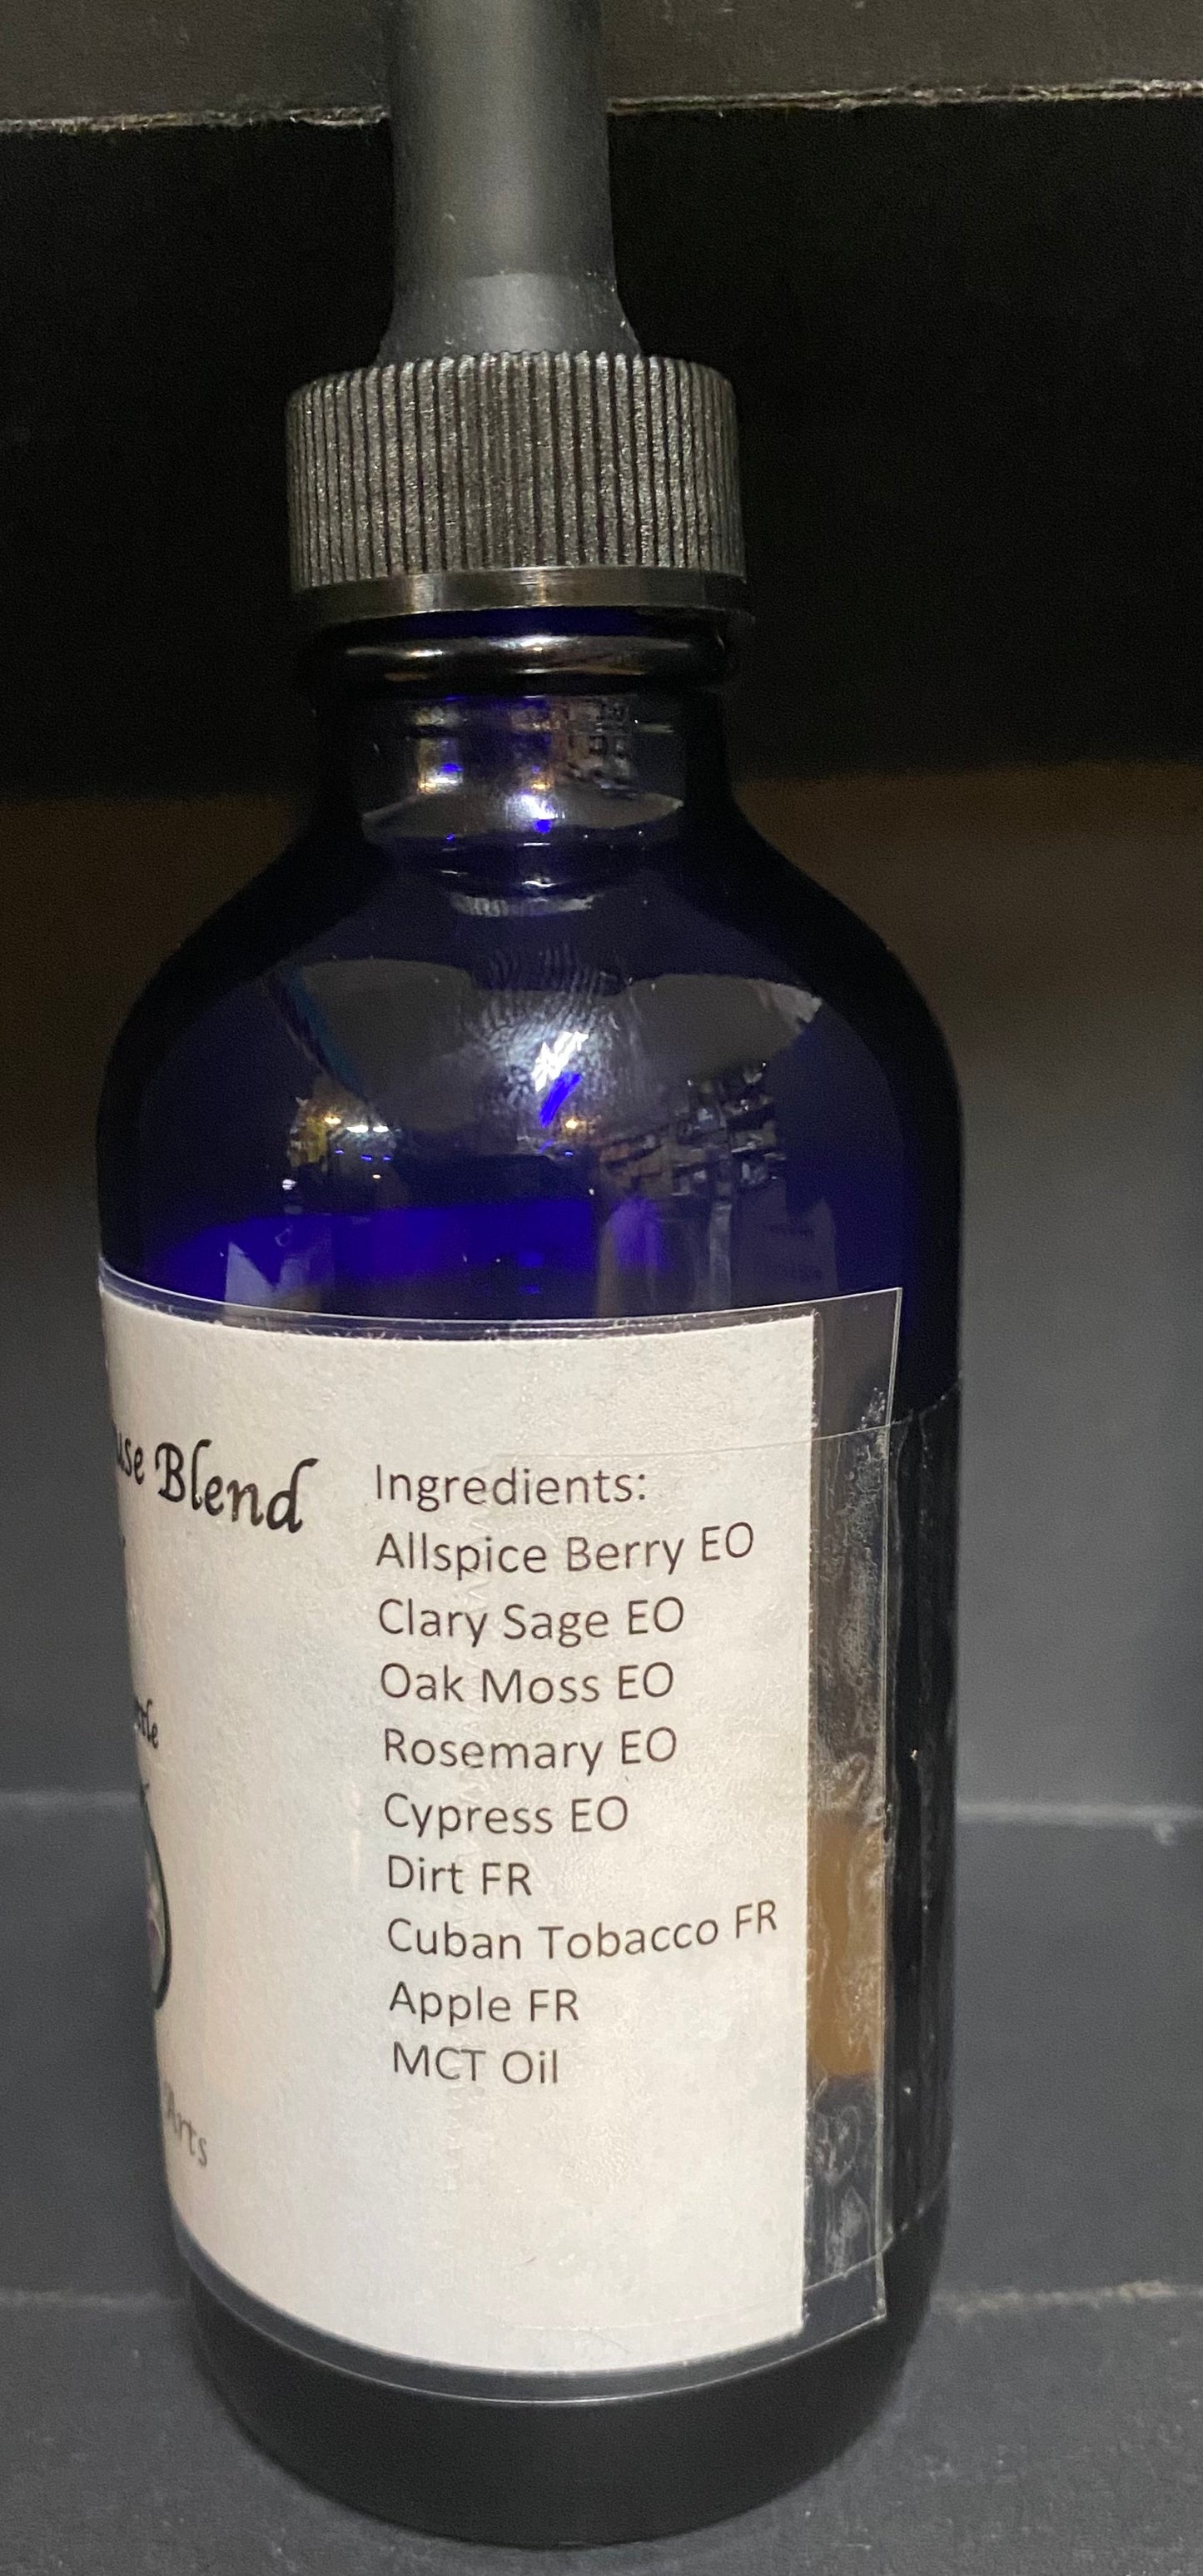 Blend
Ingredients:
Allspice Berry EO
Clary Sage EO
Oak Moss EO
Rosemary EO
Cypress EO
Dirt FR
Cuban Tobacco FR
Apple FR
MCT Oil
Arts